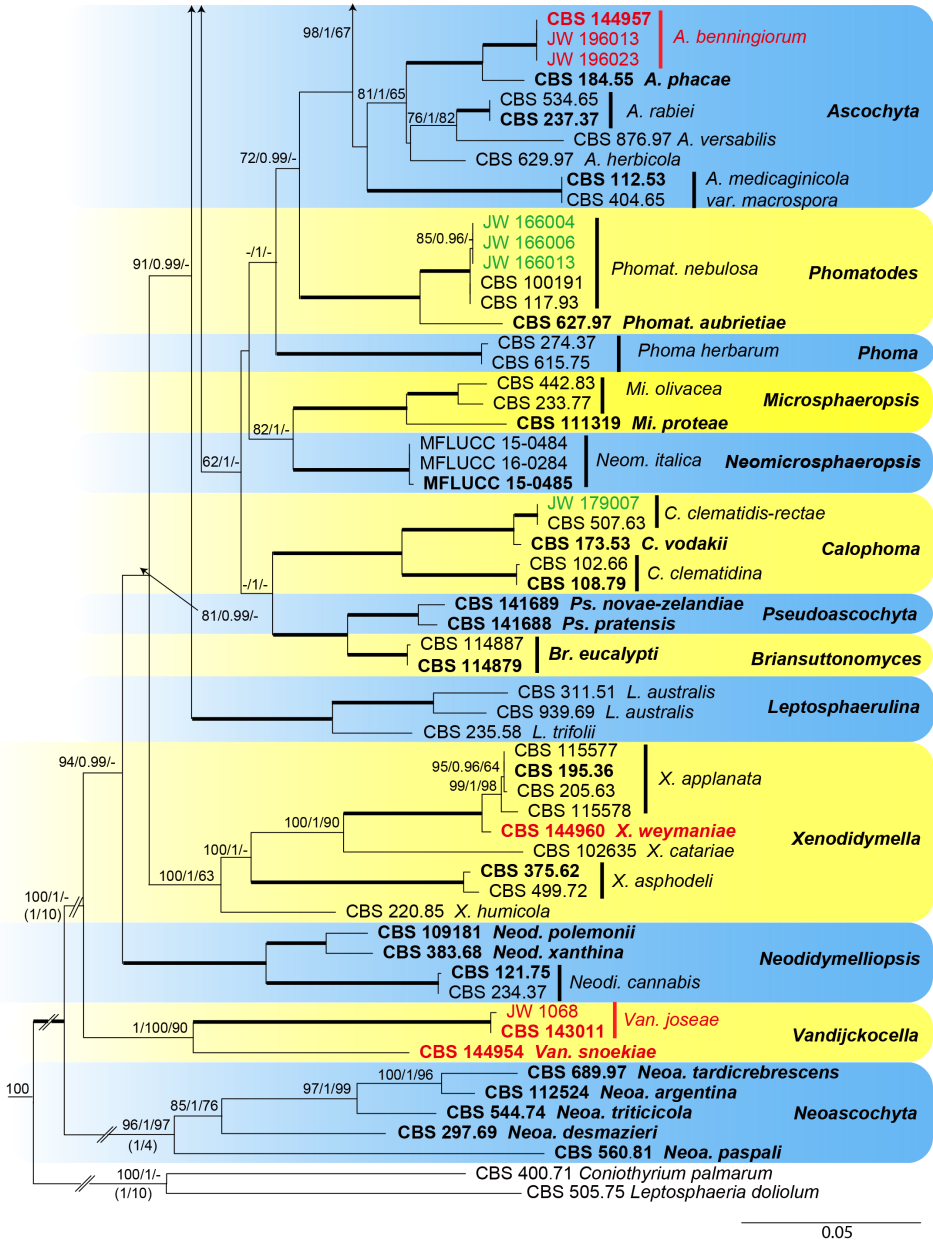 98/1/67
CBS 144957
JW 196013 A. benningiorum
JW 196023
CBS 184.55 A. phacae
81/1/65
CBS 534.65
A. rabiei
Ascochyta
CBS 237.37
76/1/82
CBS 876.97 A. versabilis
72/0.99/-
CBS 629.97 A. herbicola
CBS 112.53 A. medicaginicola
CBS 404.65 var. macrospora
JW 166004
85/0.96/-
JW 166006
-/1/-
91/0.99/-
JW 166013
Phomat. nebulosa
Phomatodes
CBS 100191
CBS 117.93
CBS 627.97 Phomat. aubrietiae
CBS 274.37
Phoma herbarum
Phoma
CBS 615.75
CBS 442.83
Mi. olivacea
CBS 233.77
Microsphaeropsis
CBS 111319 Mi. proteae
82/1/-
MFLUCC 15-0484
62/1/-
MFLUCC 16-0284
Neom. italica
Neomicrosphaeropsis
MFLUCC 15-0485
JW 179007
C. clematidis-rectae
CBS 507.63
CBS 173.53 C. vodakii
Calophoma
CBS 102.66
C. clematidina
CBS 108.79
-/1/-
CBS 141689 Ps. novae-zelandiae
81/0.99/-
Pseudoascochyta
CBS 141688 Ps. pratensis
CBS 114887
Br. eucalypti
Briansuttonomyces
CBS 114879
CBS 311.51 L. australis
CBS 939.69 L. australis
Leptosphaerulina
CBS 235.58 L. trifolii
CBS 115577
94/0.99/-
95/0.96/64
CBS 195.36
X. applanata
99/1/98
CBS 205.63
CBS 115578
100/1/90
CBS 144960 X. weymaniae
Xenodidymella
100/1/-
CBS 102635 X. catariae
100/1/63
CBS 375.62
X. asphodeli
CBS 499.72
100/1/-
(1/10)
CBS 220.85 X. humicola
CBS 109181 Neod. polemonii
CBS 383.68 Neod. xanthina
Neodidymelliopsis
CBS 121.75
Neodi. cannabis
CBS 234.37
JW 1068
Van. joseae
1/100/90
CBS 143011
Vandijckocella
CBS 144954 Van. snoekiae
100/1/96
CBS 689.97 Neoa. tardicrebrescens
100
97/1/99
CBS 112524 Neoa. argentina
85/1/76
CBS 544.74 Neoa. triticicola
Neoascochyta
96/1/97
CBS 297.69 Neoa. desmazieri
(1/4)
CBS 560.81 Neoa. paspali
100/1/-
CBS 400.71 Coniothyrium palmarum
(1/10)
CBS 505.75 Leptosphaeria doliolum
0.05